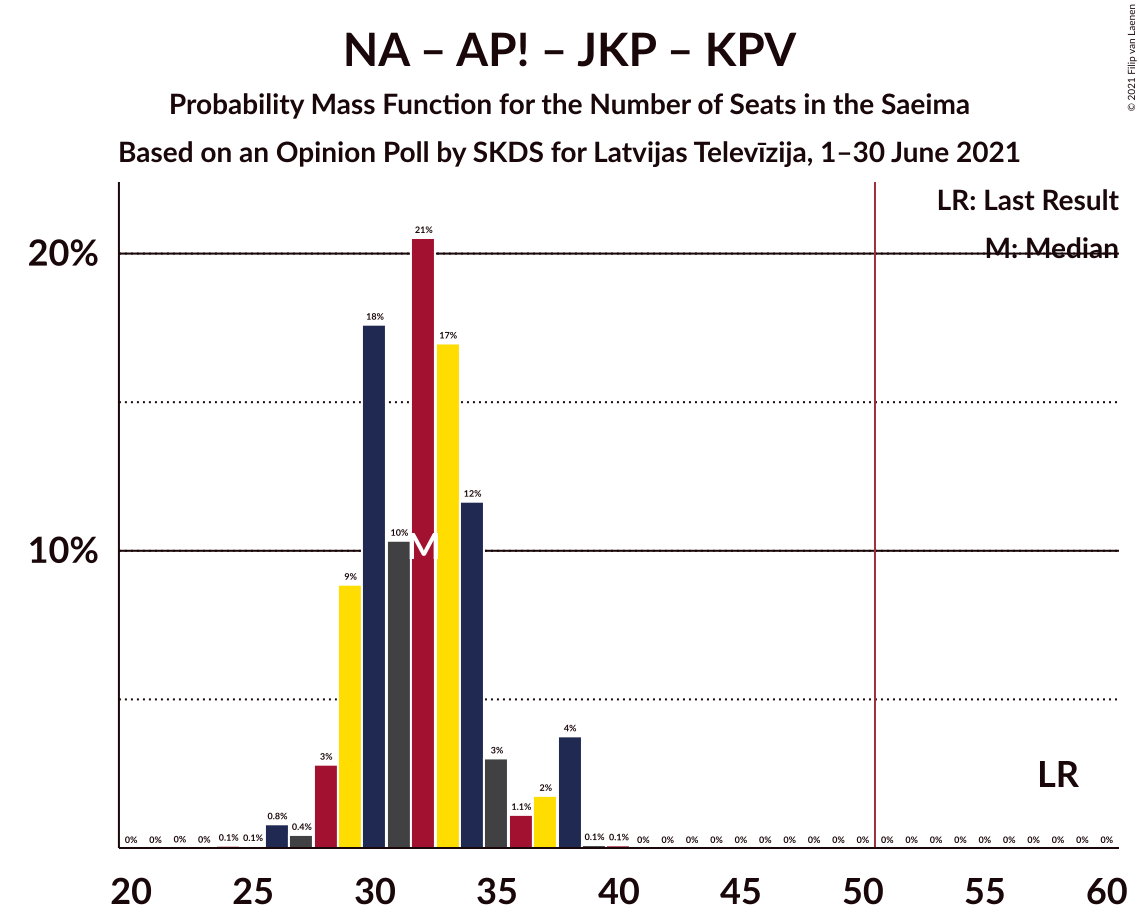 NA – AP! – JKP – KPV
Probability Mass Function for the Number of Seats in the Saeima
Based on an Opinion Poll by SKDS for Latvijas Televīzija, 1–30 June 2021
© 2021 Filip van Laenen
LR: Last Result
M: Median
20%
10%
0% 0% 0% 0% 0.1% 0.1% 0.8% 0.4% 3% 9% 18% 10% 21% 17% 12% 3% 1.1% 2% 4% 0.1% 0.1% 0% 0% 0% 0% 0% 0% 0% 0% 0% 0% 0% 0% 0% 0% 0% 0% 0% 0% 0% 0%
M
LR
20 25 30 35 40 45 50 55 60